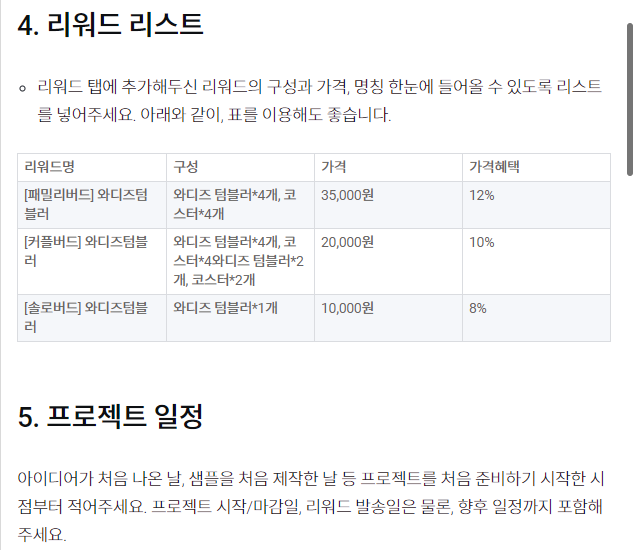 4. 리워드 리스트
리워드 탭에 추가해두신 리워드의 구성과 가격, 명칭 한눈에 들어올 수 있도록 리스트
를 넣어주세요. 아래와 같이, 표를 이용해도 좋습니다.
리워드명 구성 가격 가격혜택
[패밀리버드] 와디즈텀
블러
와디즈 텀블러*4개, 코
스터*4개
35,000원 12%
[커플버드] 와디즈텀블
러
와디즈 텀블러*4개, 코
스터*4와디즈 텀블러*2
개, 코스터*2개
20,000원 10%
[솔로버드] 와디즈텀블
러
와디즈 텀블러*1개
10,000원 8%
5. 프로젝트 일정
아이디어가 처음 나온 날, 샘플을 처음 제작한 날 등 프로젝트를 처음 준비하기 시작한 시
점부터 적어주세요. 프로젝트 시작/마감일, 리워드 발송일은 물론, 향후 일정까지 포함해
주세요.